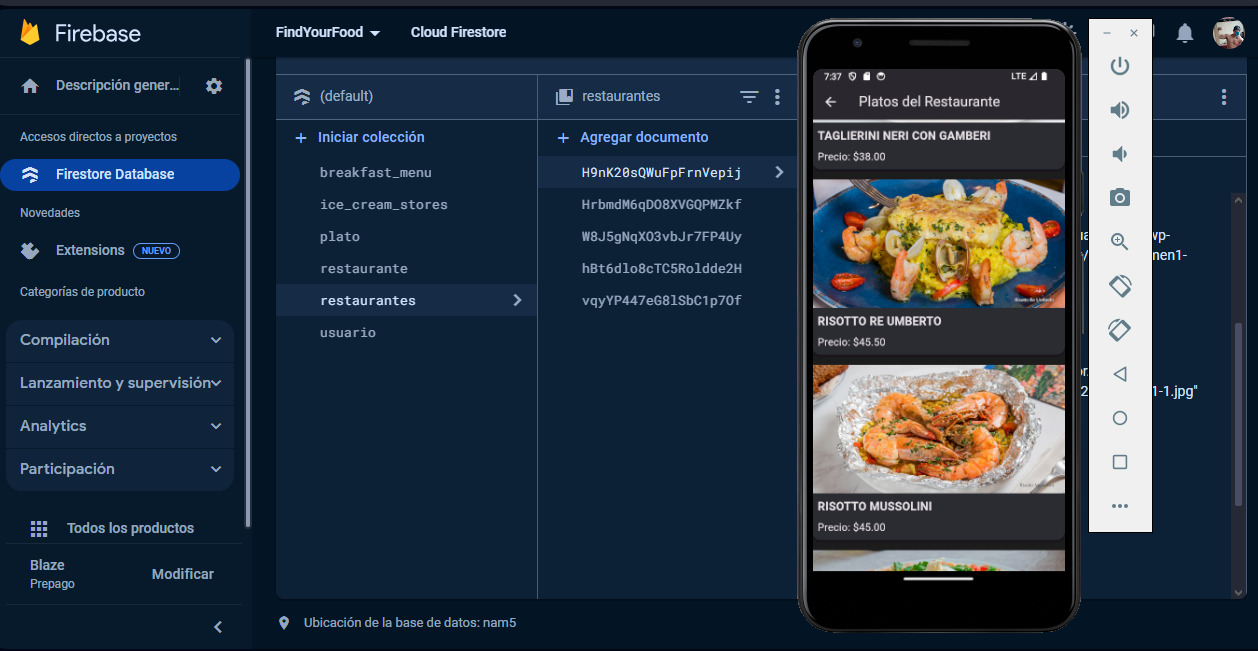 Firebase
FindYourFood
Cloud Firestore
Descripción gener...
Accesos directos a proyectos
Firestore Database
Novedades
Extensions
NUEVO
Categorías de producto
Compilación
Lanzamiento y supervisión
Analytics
Participación
Todos los productos
Blaze
Prepago
Modificar
(default)
Iniciar colección
breakfast_menu
ice_cream_stores
plato
restaurante
restaurantes
usuario
restaurantes
Agregar documento
H9nK20sQWuFpFrnVepij
HrbmdM6qDO8XVGQPMZkf
W8J5gNqXO3vbJr7FP4Uy
hBt6dlo8cTC5Roldde2H
vqyYP447eG8lSbC1p7Of
Ubicación de la base de datos: nam5
7:37
LTE
Platos del Restaurante
TAGLIERINI NERI CON GAMBERI
Precio: $38.00
RISOTTO RE UMBERTO
Precio: $45.50
RISOTTO MUSSOLINI
Precio: $45.00
wp-
men1-
1-1.jpg"